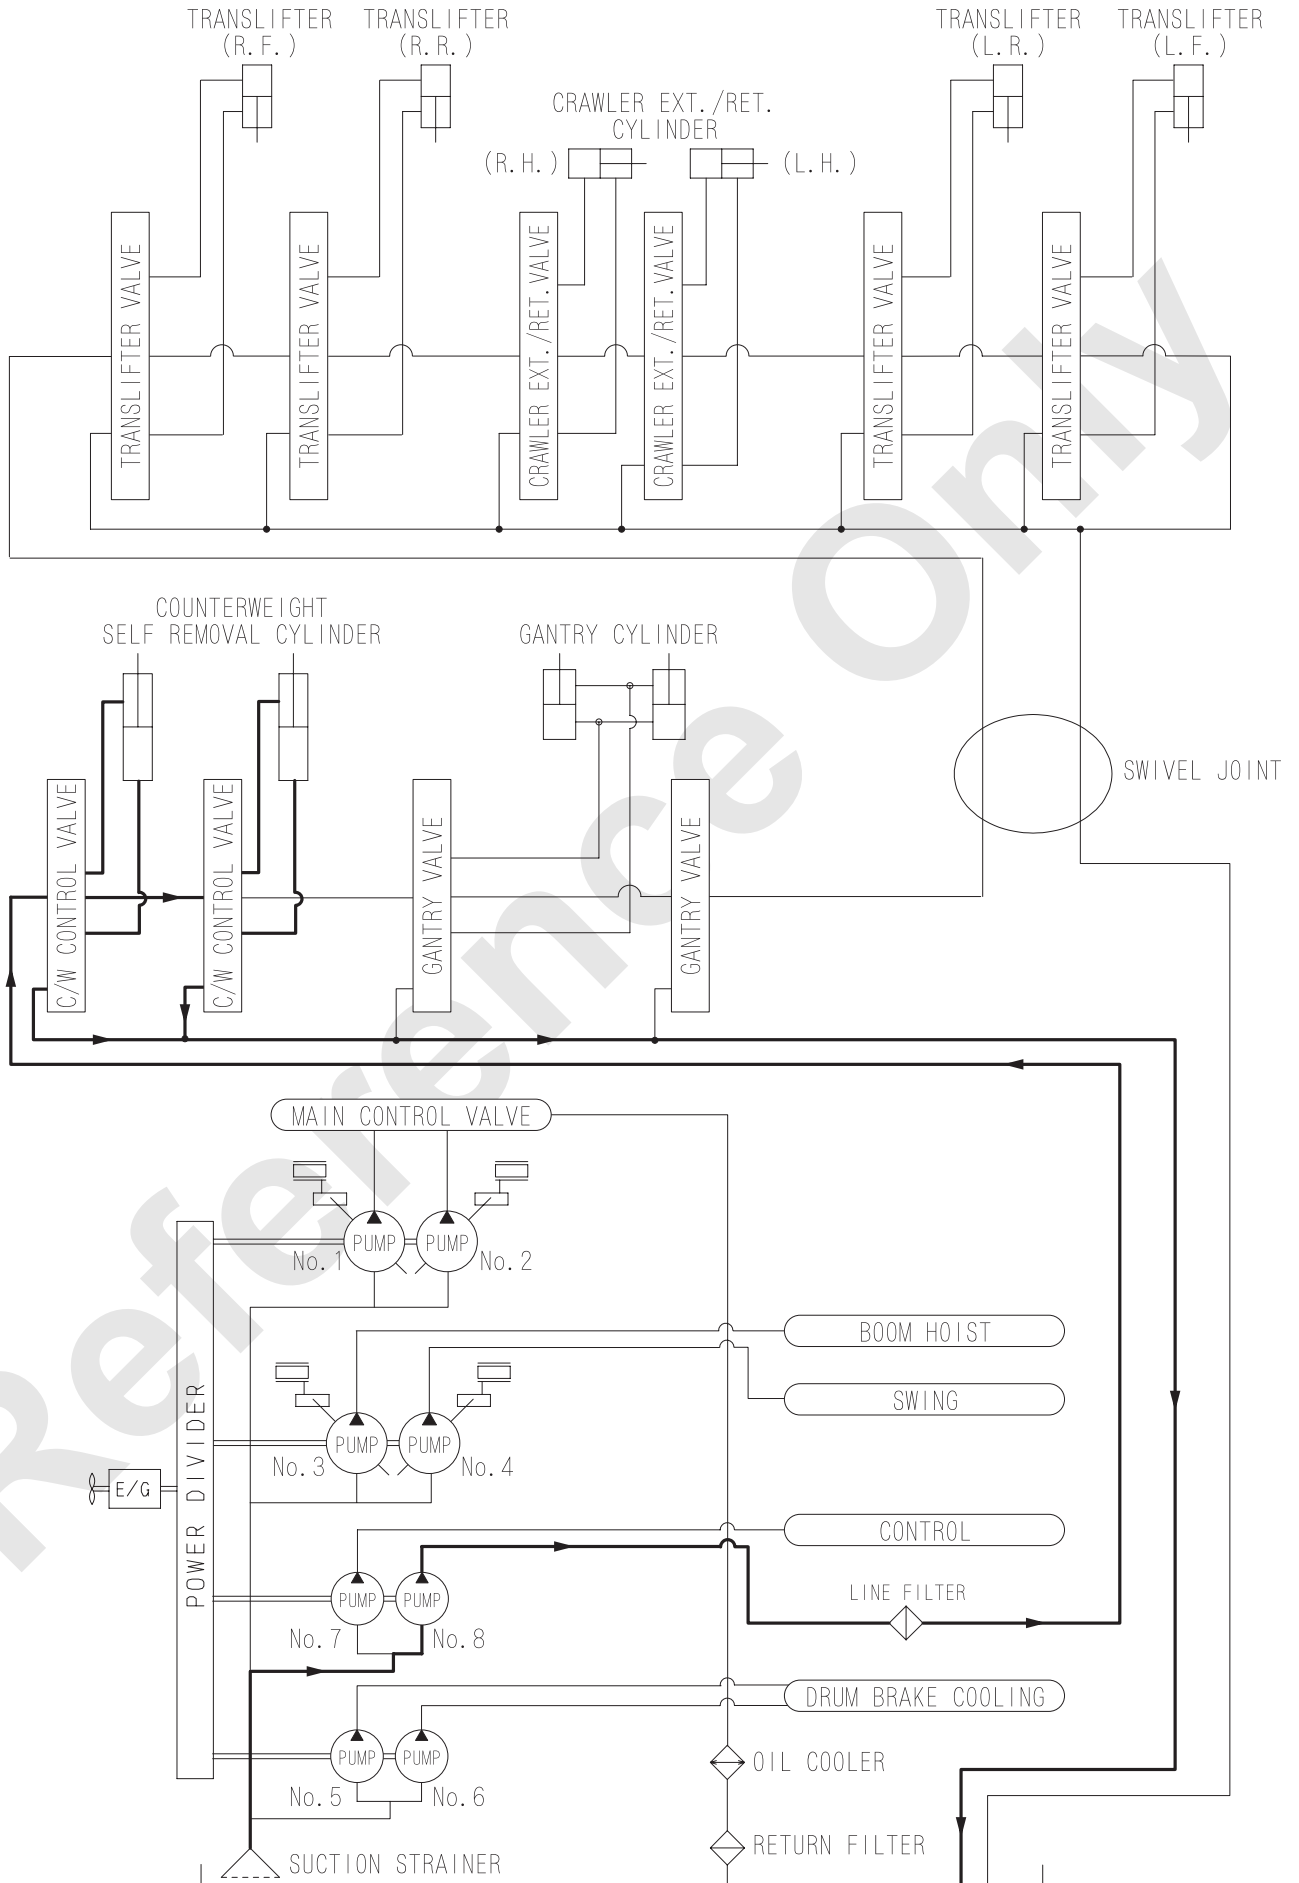 TRANSLIFTER
(R.F.)
TRANSLIFTER
(R.R.)
TRANSLIFTER
(L.R.)
TRANSLIFTER
(L.F.)
CRAWLER EXT./RET.
CYLINDER
(R.H.)
(L.H.)
TRANSLIFTER VALVE
TRANSLIFTER VALVE
CRAWLER EXT./RET.VALVE
CRAWLER EXT./RET.VALVE
TRANSLIFTER VALVE
TRANSLIFTER VALVE
COUNTERWEIGHT
SELF REMOVAL CYLINDER
GANTRY CYLINDER
SWIVEL JOINT
C/W CONTROL VALVE
C/W CONTROL VALVE
GANTRY VALVE
GANTRY VALVE
MAIN CONTROL VALVE
PUMP
PUMP
No.1
No.2
BOOM HOIST
SWING
PUMP
PUMP
No.3
No.4
POWER DIVIDER
E/G
CONTROL
LINE FILTER
PUMP
PUMP
No.7
No.8
DRUM BRAKE COOLING
PUMP
PUMP
No.5
No.6
OIL COOLER
RETURN FILTER
SUCTION STRAINER
Reference Only